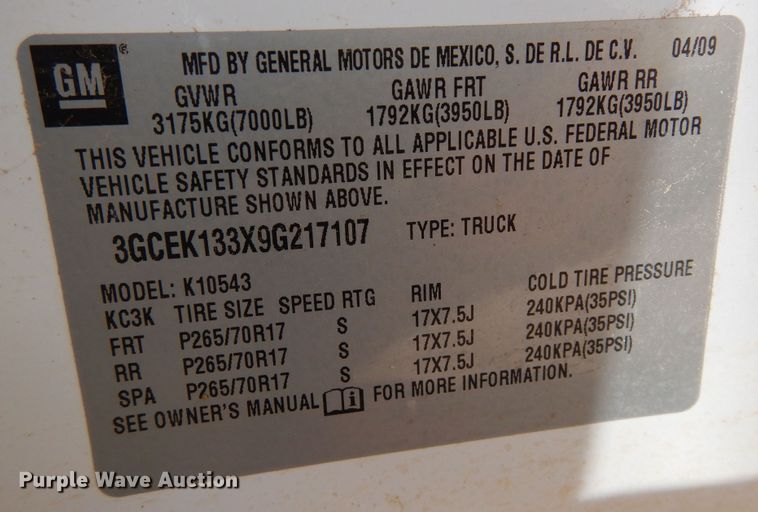 GM
MFD BY GENERAL MOTORS DE MEXICO, S. DE R.L. DE C.V. 04/09
GVWR GAWR FRT GAWR RR
3175KG(7000LB) 1792KG(3950LB) 1792KG(3950LB)
THIS VEHICLE CONFORMS TO ALL APPLICABLE U.S. FEDERAL MOTOR
VEHICLE SAFETY STANDARDS IN EFFECT ON THE DATE OF
MANUFACTURE SHOWN ABOVE.
3GCEK133X9G217107 TYPE: TRUCK
MODEL: K10543
KC3K TIRE SIZE SPEED RTG RIM COLD TIRE PRESSURE
FRT P265/70R17 S 17X7.5J 240KPA(35PSI)
RR P265/70R17 S 17X7.5J 240KPA(35PSI)
SPA P265/70R17 S 17X7.5J 240KPA(35PSI)
SEE OWNER'S MANUAL i FOR MORE INFORMATION.
Purple Wave Auction